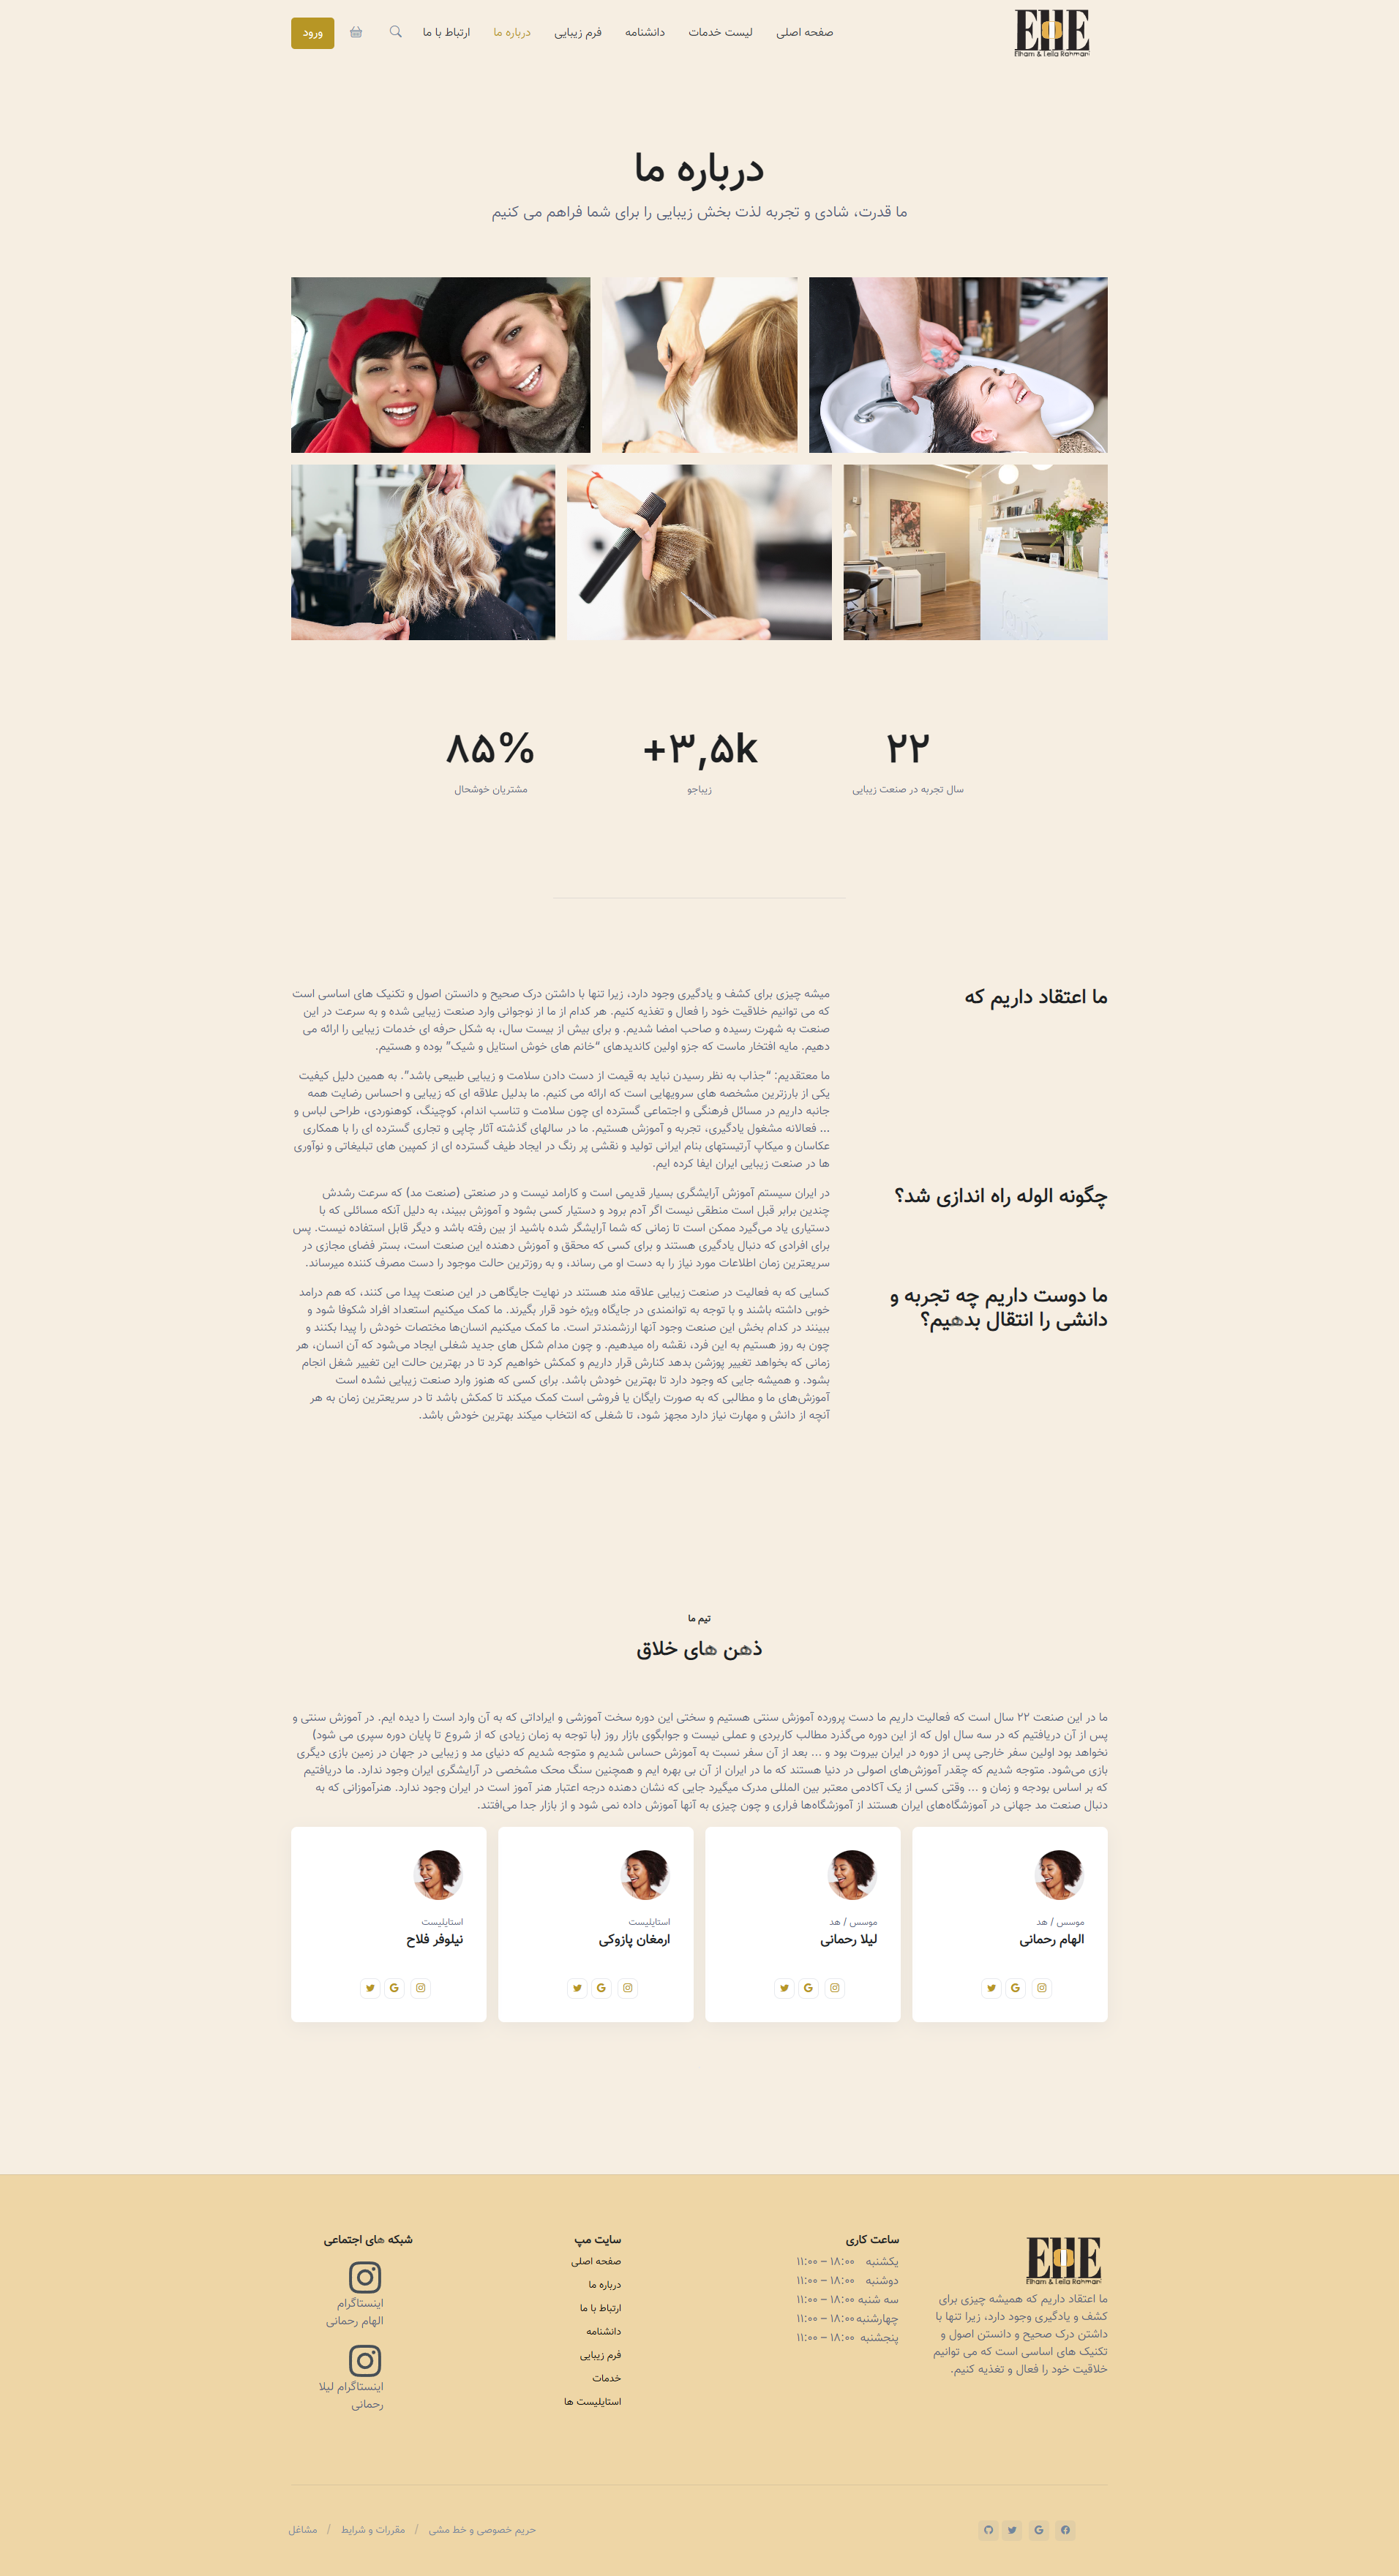 EHE
Elham & Leila Rahmani
صفحه اصلی
لیست خدمات
دانشنامه
فرم زیبایی
درباره ما
ارتباط با ما
ورود
درباره ما
ما قدرت، شادی و تجربه لذت بخش زیبایی را برای شما فراهم می کنیم
۲۲
سال تجربه در صنعت زیبایی
+۳,۵k
زیباجو
۸۵%
مشتریان خوشحال
ما اعتقاد داریم که
میشه چیزی برای کشف و یادگیری وجود دارد، زیرا تنها با داشتن درک صحیح و دانستن اصول و تکنیک های اساسی است
که می توانیم خلاقیت خود را فعال و تغذیه کنیم. هر کدام از ما از نوجوانی وارد صنعت زیبایی شده و به سرعت در این
صنعت به شهرت رسیده و صاحب امضا شدیم. و برای بیش از بیست سال، به شکل حرفه ای خدمات زیبایی را ارائه می
دهیم. مایه افتخار ماست که جزو اولین کاندیدهای “خانم های خوش استایل و شیک” بوده و هستیم.
ما معتقدیم: “جذاب به نظر رسیدن نباید به قیمت از دست دادن سلامت و زیبایی طبیعی باشد”. به همین دلیل کیفیت
یکی از بارزترین مشخصه های سرویهایی است که ارائه می کنیم. ما بدلیل علاقه ای که زیبایی و احساس رضایت همه
جانبه داریم در مسائل فرهنگی و اجتماعی گسترده ای چون سلامت و تناسب اندام، کوچینگ، کوهنوردی، طراحی لباس و
… فعالانه مشغول یادگیری، تجربه و آموزش هستیم. ما در سالهای گذشته آثار چاپی و تجاری گسترده ای را با همکاری
عکاسان و میکاپ آرتیستهای بنام ایرانی تولید و نقشی پر رنگ در ایجاد طیف گسترده ای از کمپین های تبلیغاتی و نوآوری
ها در صنعت زیبایی ایران ایفا کرده ایم.
چگونه الوله راه اندازی شد؟
در ایران سیستم آموزش آرایشگری بسیار قدیمی است و کارامد نیست و در صنعتی (صنعت مد) که سرعت رشدش
چندین برابر قبل است منطقی نیست اگر آدم برود و دستیار کسی بشود و آموزش ببیند، به دلیل آنکه مسائلی که با
دستیاری یاد می‌گیرد ممکن است تا زمانی که شما آرایشگر شده باشید از بین رفته باشد و دیگر قابل استفاده نیست. پس
برای افرادی که دنبال یادگیری هستند و برای کسی که محقق و آموزش دهنده این صنعت است، بستر فضای مجازی در
سریعترین زمان اطلاعات مورد نیاز را به دست او می رساند، و به روزترین حالت موجود را دست مصرف کننده میرساند.
ما دوست داریم چه تجربه و
دانشی را انتقال بدهیم؟
کسایی که به فعالیت در صنعت زیبایی علاقه مند هستند در نهایت جایگاهی در این صنعت پیدا می کنند، که هم درامد
خوبی داشته باشند و با توجه به توانمندی در جایگاه ویژه خود قرار بگیرند. ما کمک میکنیم استعداد افراد شکوفا شود و
ببینند در کدام بخش این صنعت وجود آنها ارزشمندتر است. ما کمک میکنیم انسان‌ها مختصات خودش را پیدا بکنند و
چون به روز هستیم به این فرد، نقشه راه میدهیم. و چون مدام شکل های جدید شغلی ایجاد می‌شود که آن انسان، هر
زمانی که بخواهد تغییر پوزشن بدهد کنارش قرار داریم و کمکش خواهیم کرد تا در بهترین حالت این تغییر شغل انجام
بشود. و همیشه جایی که وجود دارد تا بهترین خودش باشد. برای کسی که هنوز وارد صنعت زیبایی نشده است
آموزش‌های ما و مطالبی که به صورت رایگان یا فروشی است کمک میکند تا کمکش باشد تا در سریعترین زمان به هر
آنچه از دانش و مهارت نیاز دارد مجهز شود، تا شغلی که انتخاب میکند بهترین خودش باشد.
تیم ما
ذهن های خلاق
ما در این صنعت ۲۲ سال است که فعالیت داریم ما دست پرورده آموزش سنتی هستیم و سختی این دوره سخت آموزشی و ایراداتی که به آن وارد است را دیده ایم. در آموزش سنتی و
پس از آن دریافتیم که در سه سال اول که از این دوره می‌گذرد مطالب کاربردی و عملی نیست و جوابگوی بازار روز (با توجه به زمان زیادی که از شروع تا پایان دوره سپری می شود)
نخواهد بود اولین سفر خارجی پس از دوره در ایران بیروت بود و … بعد از آن سفر نسبت به آموزش حساس شدیم و متوجه شدیم که دنیای مد و زیبایی در جهان در زمین بازی دیگری
بازی می‌شود. متوجه شدیم که چقدر آموزش‌های اصولی در دنیا هستند که ما در ایران از آن بی بهره ایم و همچنین سنگ محک مشخصی در آرایشگری ایران وجود ندارد. ما دریافتیم
که بر اساس بودجه و زمان و … وقتی کسی از یک آکادمی معتبر بین المللی مدرک میگیرد جایی که نشان دهنده درجه اعتبار هنر آموز است در ایران وجود ندارد. هنرآموزانی که به
دنبال صنعت مد جهانی در آموزشگاه‌های ایران هستند از آموزشگاه‌ها فراری و چون چیزی به آنها آموزش داده نمی شود و از بازار جدا می‌افتند.
موسس / هد
الهام رحمانی
موسس / هد
لیلا رحمانی
استایلیست
ارمغان پازوکی
استایلیست
نیلوفر فلاح
EHE
Elham & Leila Rahmani
ما اعتقاد داریم که همیشه چیزی برای
کشف و یادگیری وجود دارد، زیرا تنها با
داشتن درک صحیح و دانستن اصول و
تکنیک های اساسی است که می توانیم
خلاقیت خود را فعال و تغذیه کنیم.
ساعت کاری
یکشنبه ۱۸:۰۰ – ۱۱:۰۰
دوشنبه ۱۸:۰۰ – ۱۱:۰۰
سه شنبه ۱۸:۰۰ – ۱۱:۰۰
چهارشنبه ۱۸:۰۰ – ۱۱:۰۰
پنجشنبه ۱۸:۰۰ – ۱۱:۰۰
سایت مپ
صفحه اصلی
درباره ما
ارتباط با ما
دانشنامه
فرم زیبایی
خدمات
استایلیست ها
شبکه های اجتماعی
اینستاگرام
الهام رحمانی
اینستاگرام لیلا
رحمانی
حریم خصوصی و خط مشی / مقررات و شرایط / مشاغل